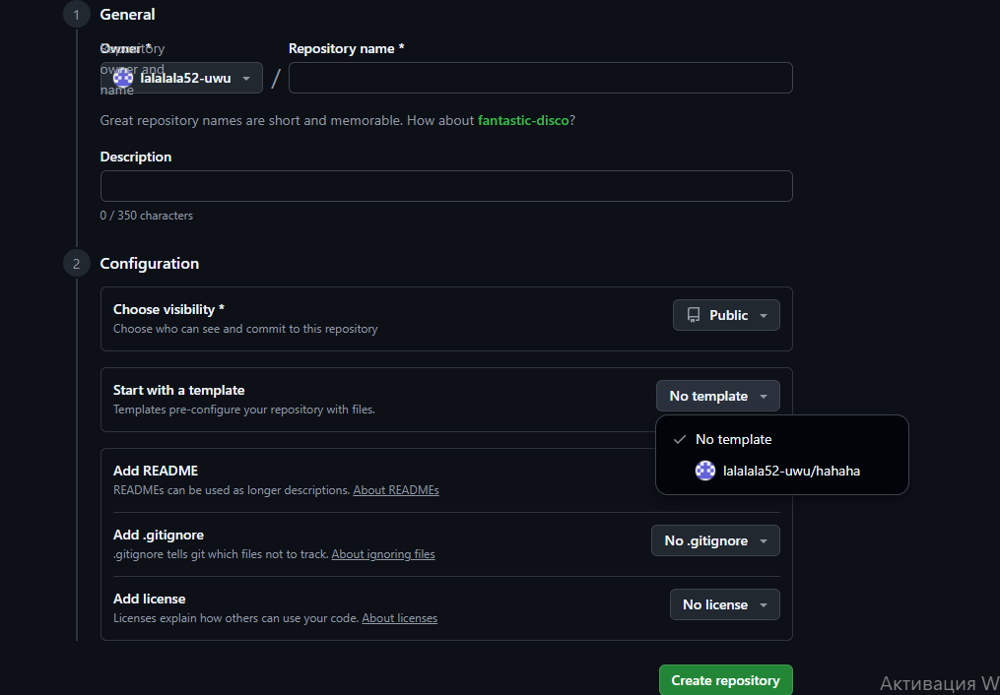 1 General
Owner *
Repository owner and name
lalalala52-uwu
/
Repository name *
Great repository names are short and memorable. How about fantastic-disco?
Description
0 / 350 characters
2 Configuration
Choose visibility *
Choose who can see and commit to this repository
Public
Start with a template
Templates pre-configure your repository with files.
No template
No template
lalalala52-uwu/hahaha
Add README
READMEs can be used as longer descriptions. About READMEs
Add .gitignore
.gitignore tells git which files not to track. About ignoring files
No .gitignore
Add license
Licenses explain how others can use your code. About licenses
No license
Create repository
Активация W